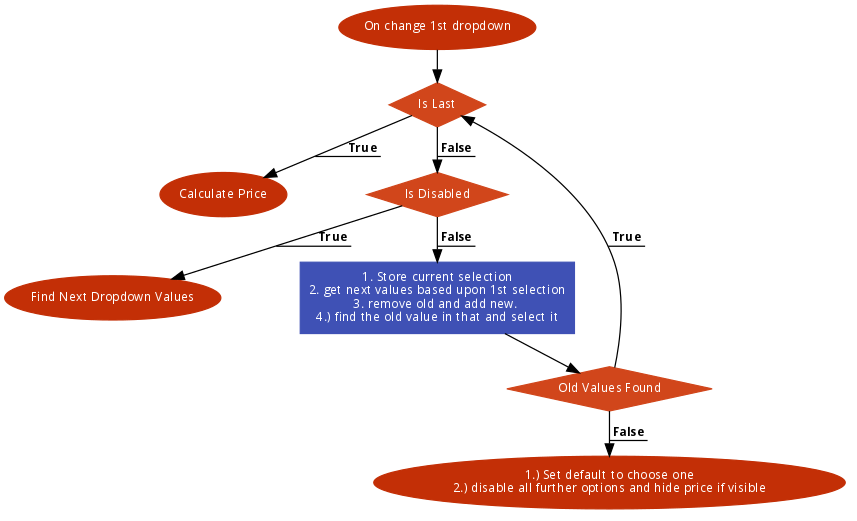 On change 1st dropdown
Is Last
True
False
Calculate Price
Is Disabled
True
False
True
Find Next Dropdown Values
1. Store current selection
2. get next values based upon 1st selection
3. remove old and add new.
4.) find the old value in that and select it
Old Values Found
False
1.) Set default to choose one
2.) disable all further options and hide price if visible